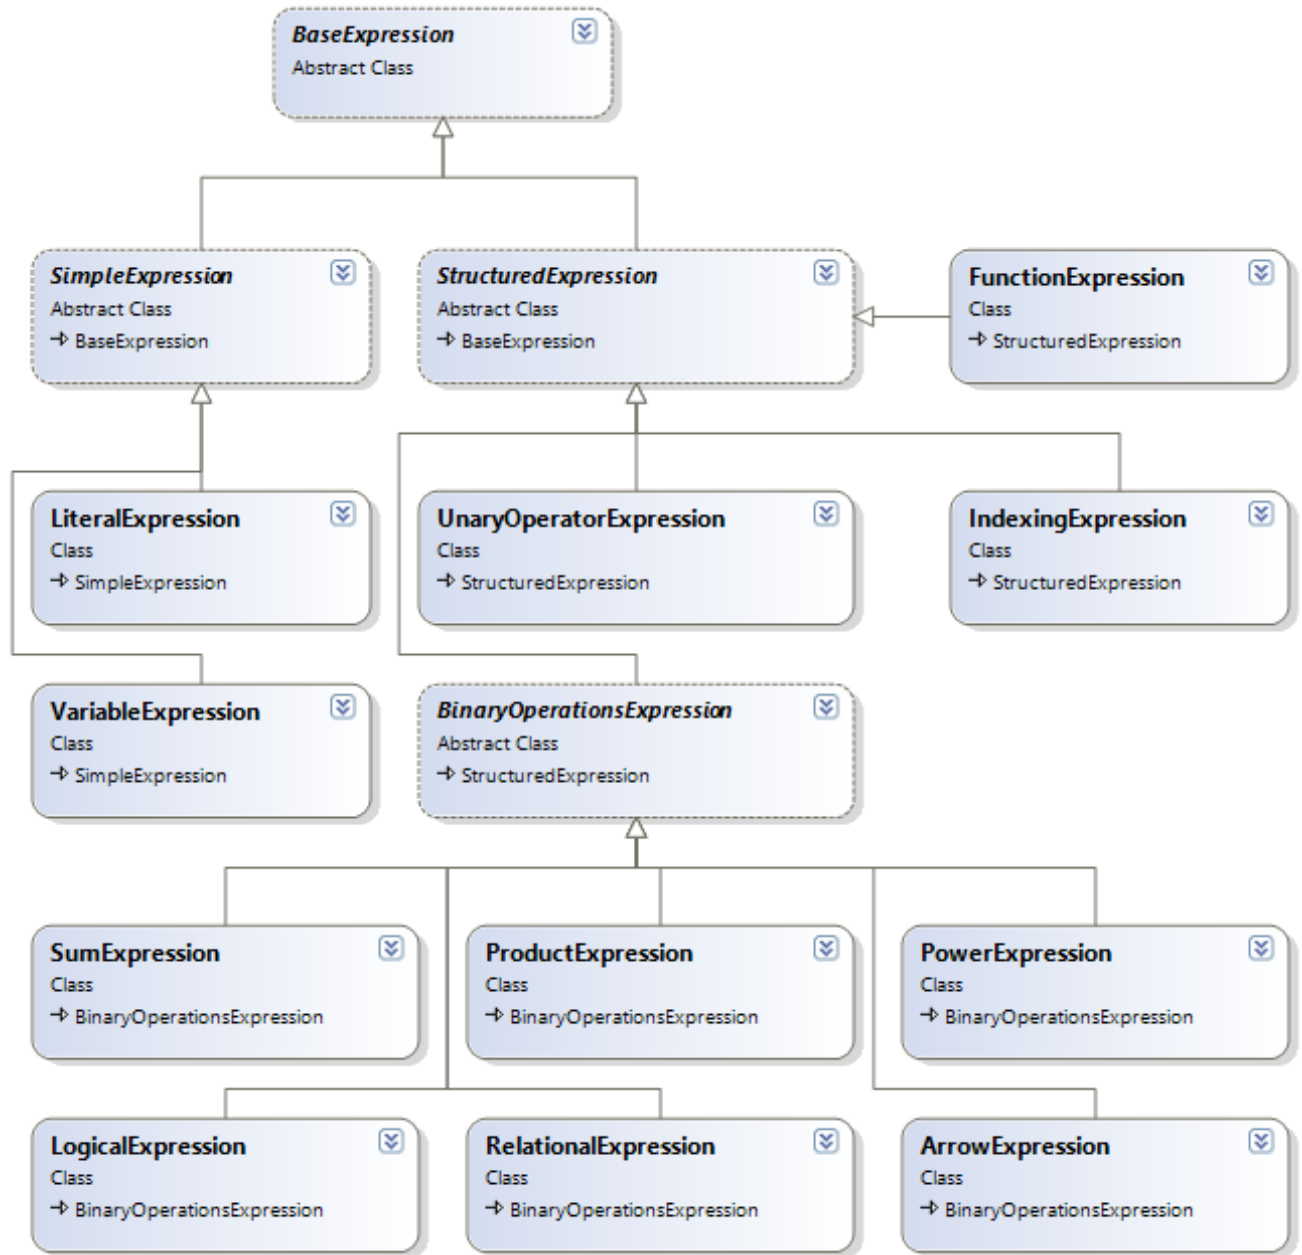 BaseExpression
Abstract Class
SimpleExpression
Abstract Class
BaseExpression
StructuredExpression
Abstract Class
BaseExpression
FunctionExpression
Class
StructuredExpression
LiteralExpression
Class
SimpleExpression
UnaryOperatorExpression
Class
StructuredExpression
IndexingExpression
Class
StructuredExpression
VariableExpression
Class
SimpleExpression
BinaryOperationsExpression
Abstract Class
StructuredExpression
SumExpression
Class
BinaryOperationsExpression
ProductExpression
Class
BinaryOperationsExpression
PowerExpression
Class
BinaryOperationsExpression
LogicalExpression
Class
BinaryOperationsExpression
RelationalExpression
Class
BinaryOperationsExpression
ArrowExpression
Class
BinaryOperationsExpression